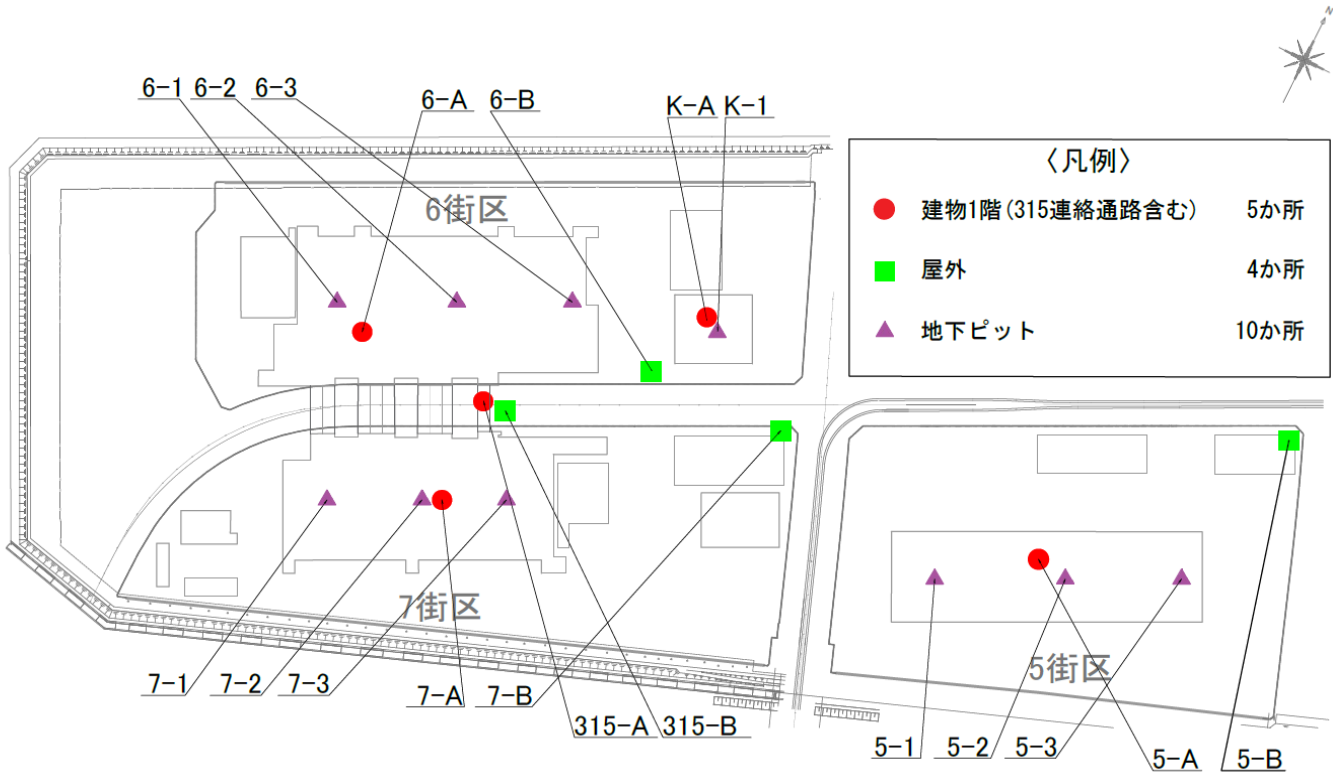 N
6-1 6-2 6-3 6-A 6-B K-A K-1
〈凡例〉
建物1階(315連絡通路含む) 5か所
屋外 4か所
地下ピット 10か所
6街区
7街区
5街区
7-1 7-2 7-3 7-A 7-B
315-A 315-B
5-1 5-2 5-3 5-A 5-B